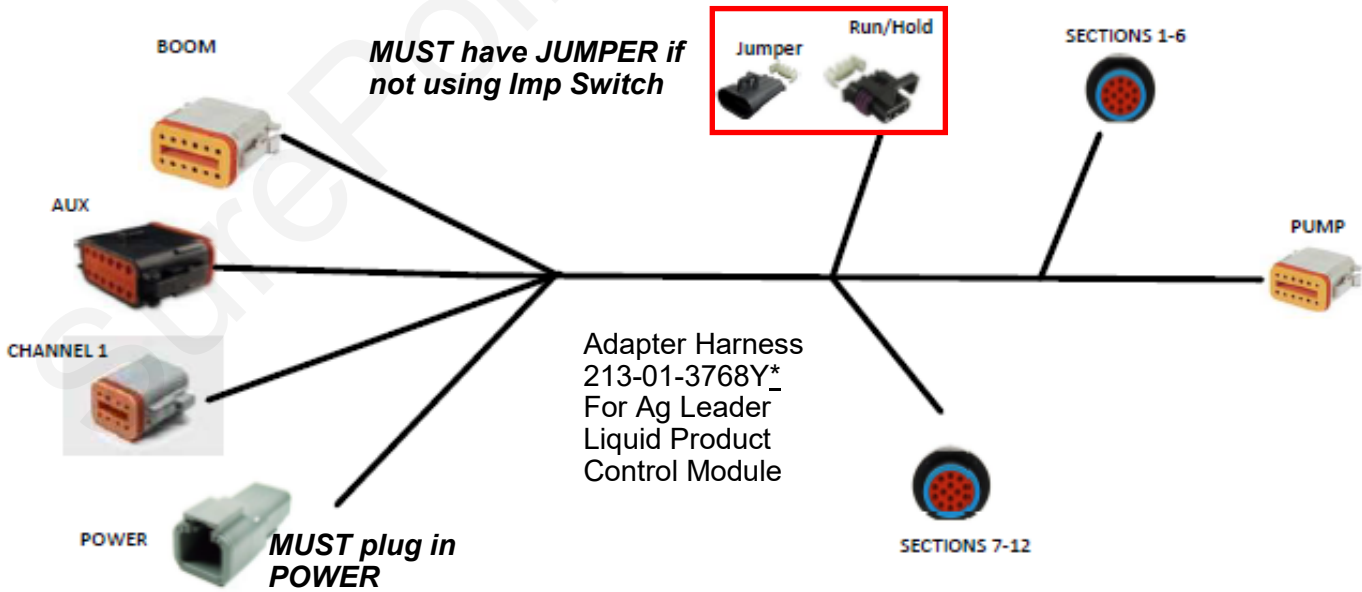 BOOM
MUST have JUMPER if
not using Imp Switch
Jumper
Run/Hold
SECTIONS 1-6
AUX
PUMP
CHANNEL 1
Adapter Harness
213-01-3768Y*
For Ag Leader
Liquid Product
Control Module
POWER
MUST plug in
POWER
SECTIONS 7-12